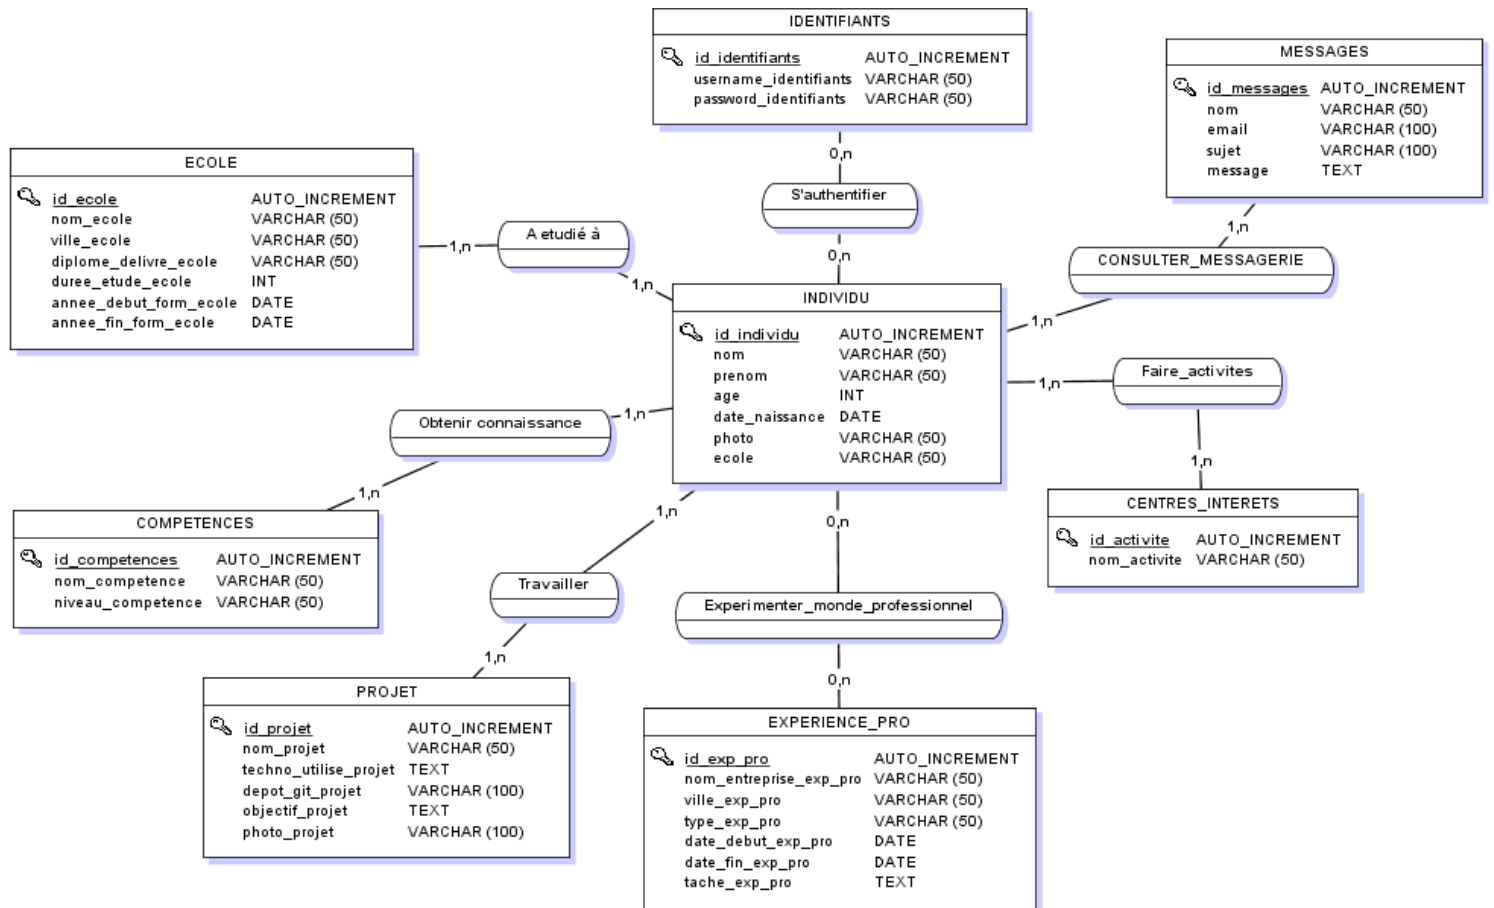 IDENTIFIANTS
id_identifiants AUTO_INCREMENT
username_identifiants VARCHAR (50)
password_identifiants VARCHAR (50)
MESSAGES
id_messages AUTO_INCREMENT
nom VARCHAR (50)
email VARCHAR (100)
sujet VARCHAR (100)
message TEXT
0,n
S'authentifier
0,n
ECOLE
id_ecole AUTO_INCREMENT
nom_ecole VARCHAR (50)
ville_ecole VARCHAR (50)
diplome_delivre_ecole VARCHAR (50)
duree_etude_ecole INT
annee_debut_form_ecole DATE
annee_fin_form_ecole DATE
1,n
A etudié à
1,n
1,n
CONSULTER_MESSAGERIE
1,n
INDIVIDU
id_individu AUTO_INCREMENT
nom VARCHAR (50)
prenom VARCHAR (50)
age INT
date_naissance DATE
photo VARCHAR (50)
ecole VARCHAR (50)
1,n
Faire_activites
1,n
CENTRES_INTERETS
id_activite AUTO_INCREMENT
nom_activite VARCHAR (50)
1,n
Obtenir connaissance
1,n
COMPETENCES
id_competences AUTO_INCREMENT
nom_competence VARCHAR (50)
niveau_competence VARCHAR (50)
1,n
Travailler
1,n
PROJET
id_projet AUTO_INCREMENT
nom_projet VARCHAR (50)
techno_utilise_projet TEXT
depot_git_projet VARCHAR (100)
objectif_projet TEXT
photo_projet VARCHAR (100)
0,n
Experimenter_monde_professionnel
0,n
EXPERIENCE_PRO
id_exp_pro AUTO_INCREMENT
nom_entreprise_exp_pro VARCHAR (50)
ville_exp_pro VARCHAR (50)
type_exp_pro VARCHAR (50)
date_debut_exp_pro DATE
date_fin_exp_pro DATE
tache_exp_pro TEXT